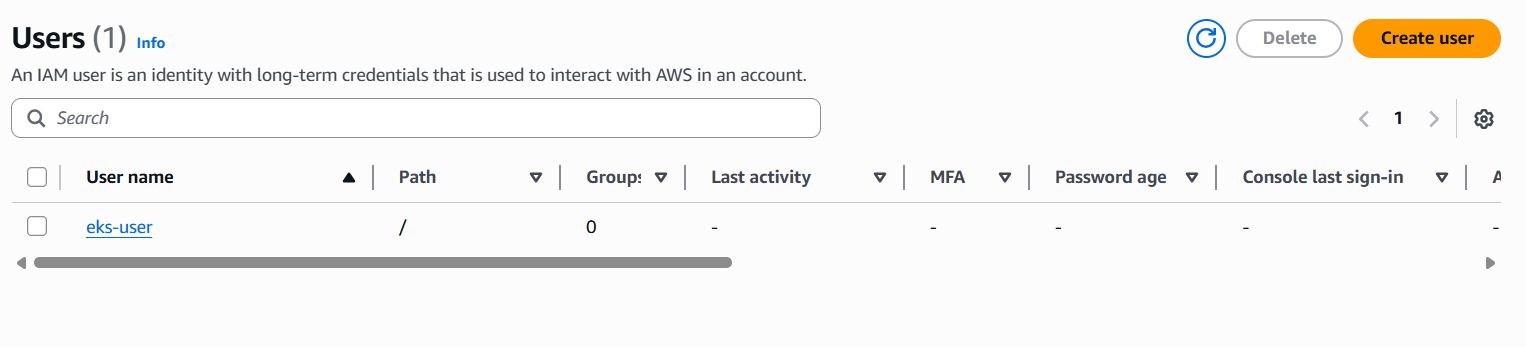 Users (1) Info
Delete
Create user
An IAM user is an identity with long-term credentials that is used to interact with AWS in an account.
Search
1
User name Path Groups Last activity MFA Password age Console last sign-in A
eks-user / 0 - - - - -